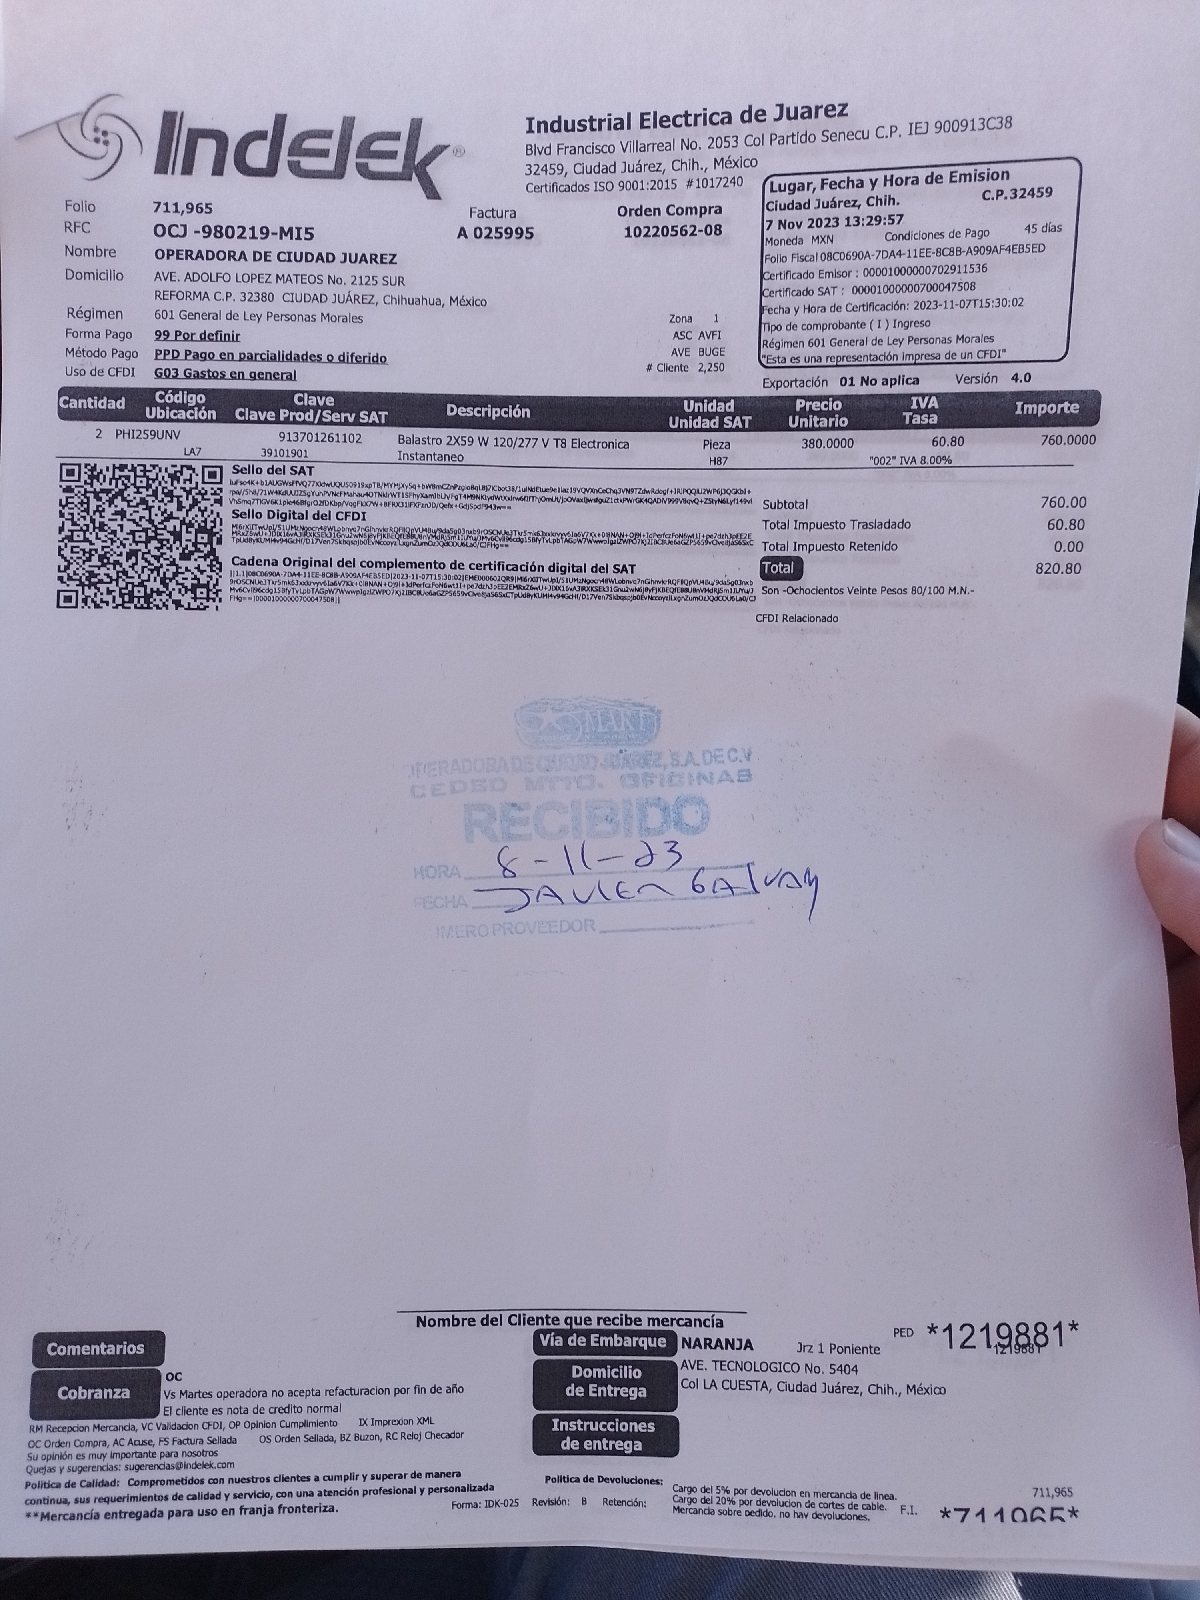 Indelek®
Industrial Electrica de Juarez
Blvd Francisco Villarreal No. 2053 Col Partido Senecu C.P. IEJ 900913C38
32459, Ciudad Juárez, Chih., México
Certificados ISO 9001:2015 #1017240
Folio 711,965
RFC OCJ -980219-MI5
Nombre OPERADORA DE CIUDAD JUAREZ
Domicilio AVE. ADOLFO LOPEZ MATEOS No. 2125 SUR
REFORMA C.P. 32380 CIUDAD JUÁREZ, Chihuahua, México
Régimen 601 General de Ley Personas Morales
Forma Pago 99 Por definir
Método Pago PPD Pago en parcialidades o diferido
Uso de CFDI G03 Gastos en general
Factura
A 025995
Orden Compra
10220562-08
Zona 1
ASC AVFI
AVE BUGE
# Cliente 2,250
Lugar, Fecha y Hora de Emision
Ciudad Juárez, Chih. C.P.32459
7 Nov 2023 13:29:57
Moneda MXN Condiciones de Pago 45 días
Folio Fiscal 08C0690A-7DA4-11EE-8C8B-A909AF4EB5ED
Certificado Emisor : 00001000000702911536
Certificado SAT : 00001000000700047508
Fecha y Hora de Certificación: 2023-11-07T15:30:02
Tipo de comprobante ( I ) Ingreso
Régimen 601 General de Ley Personas Morales
"Esta es una representación impresa de un CFDI"
Exportación 01 No aplica Versión 4.0
Cantidad Código Ubicación Clave Clave Prod/Serv SAT Descripción Unidad Unidad SAT Precio Unitario IVA Tasa Importe
2 PHI259UNV 913701261102 Balastro 2X59 W 120/277 V T8 Electronica Pieza 380.0000 60.80 760.0000
LA7 39101901 Instantaneo H87 "002" IVA 8.00%
Sello del SAT
Sello Digital del CFDI
Cadena Original del complemento de certificación digital del SAT
Subtotal 760.00
Total Impuesto Trasladado 60.80
Total Impuesto Retenido 0.00
Total 820.80
Son -Ochocientos Veinte Pesos 80/100 M.N.-
CFDI Relacionado
MART
OPERADORA DE CIUDAD JUÁREZ, S.A. DE C.V.
CEDED MTTO. OFICINAS
RECIBIDO
HORA 8-11-23
FECHA JAVIER GALVAN
PROVEEDOR
Nombre del Cliente que recibe mercancía
Comentarios
Cobranza
OC
Vs Martes operadora no acepta refacturacion por fin de año
El cliente es nota de credito normal
RM Recepcion Mercancia, VC Validacion CFDI, OP Opinion Cumplimiento IX Impresion XML
OC Orden Compra, AC Acuse, FS Factura Sellada OS Orden Sellada, BZ Buzon, RC Reloj Checador
Su opinión es muy importante para nosotros
Quejas y sugerencias: sugerencias@indelek.com
Politica de Calidad: Comprometidos con nuestros clientes a cumplir y superar de manera
continua, sus requerimientos de calidad y servicio, con una atención profesional y personalizada
**Mercancía entregada para uso en franja fronteriza.
Vía de Embarque NARANJA Jrz 1 Poniente
PED *1219881*
1219881
Domicilio de Entrega
AVE. TECNOLOGICO No. 5404
Col LA CUESTA, Ciudad Juárez, Chih., México
Instrucciones de entrega
Forma: IDK-025 Revisión: B Retención:
Politica de Devoluciones:
Cargo del 5% por devolucion en mercancia de linea.
Cargo del 20% por devolucion de cortes de cable.
Mercancia sobre pedido, no hay devoluciones.
F.I.
711,965
*711965*